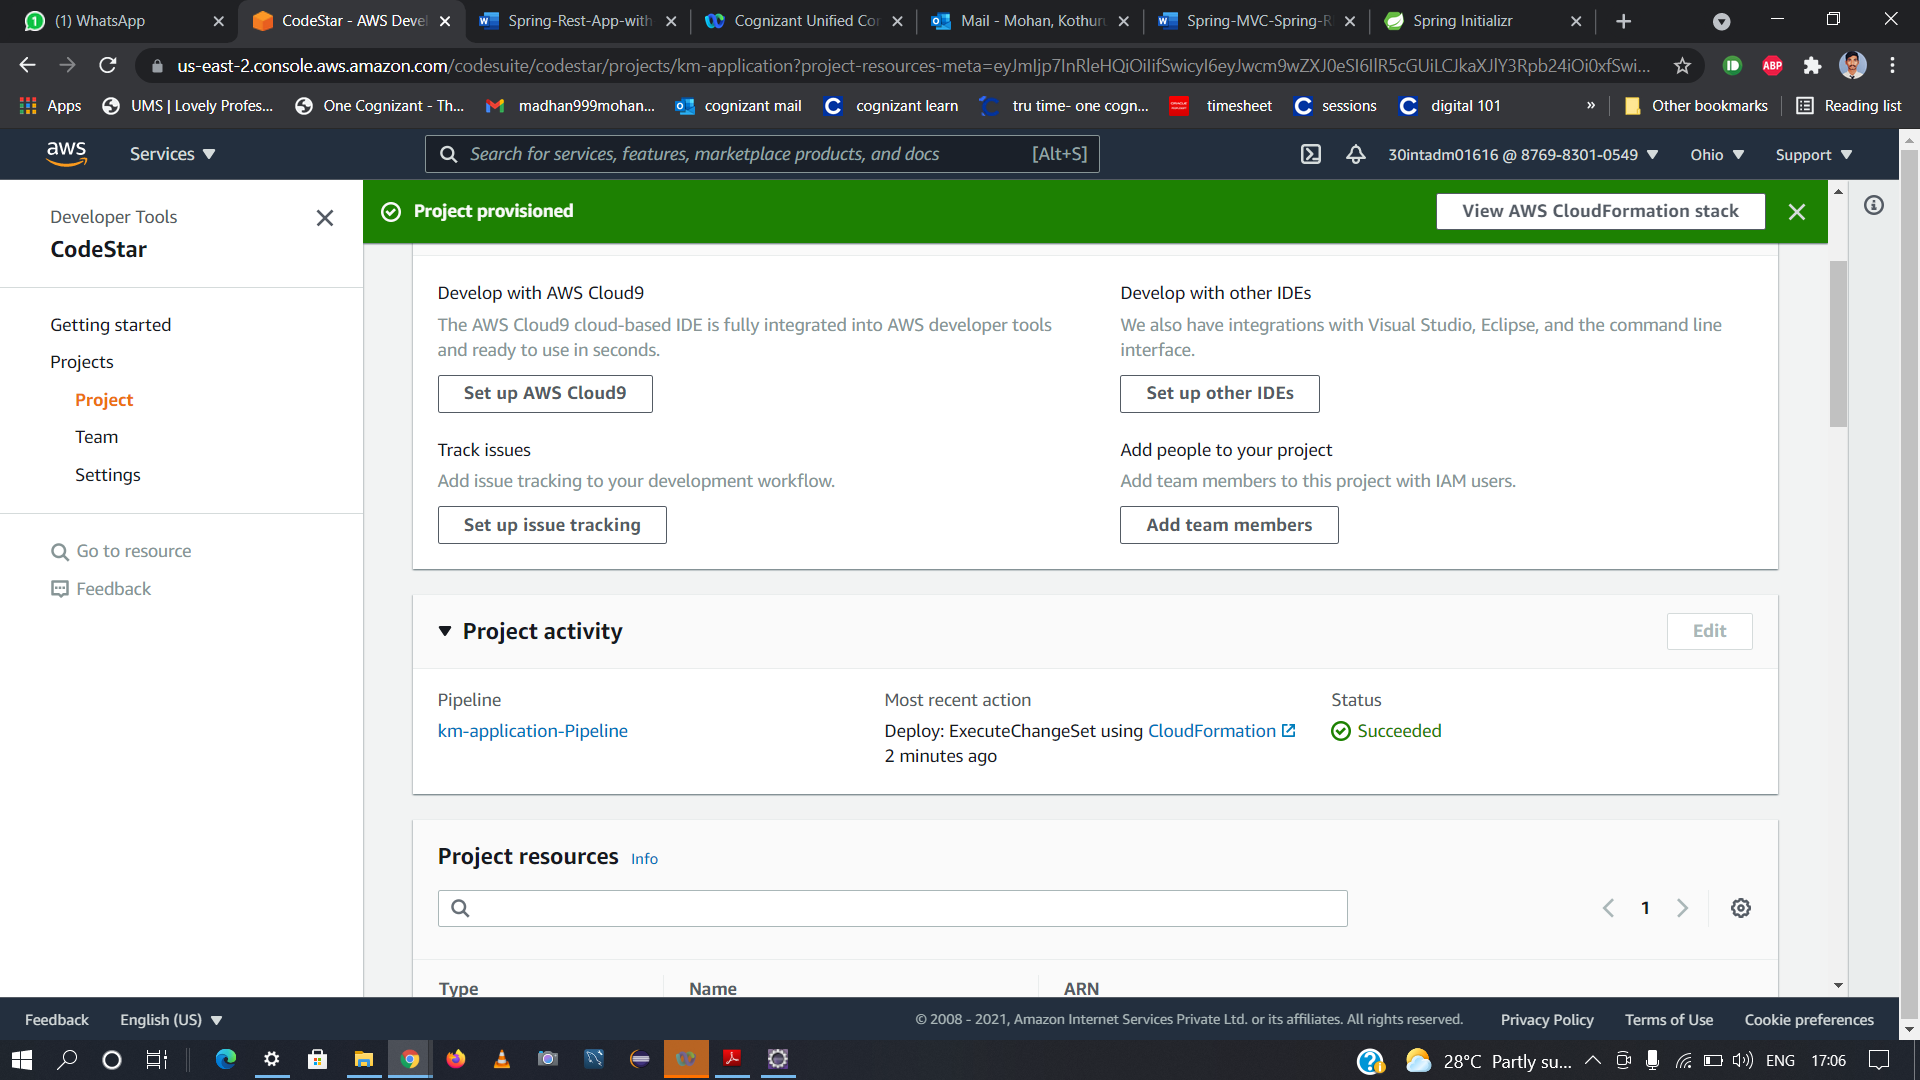 (1) WhatsApp
CodeStar - AWS Deve
Spring-Rest-App-with
Cognizant Unified Co
Mail - Mohan, Kothur
Spring-MVC-Spring-R
Spring Initializr
us-east-2.console.aws.amazon.com/codesuite/codestar/projects/km-application?project-resources-meta=
Apps
UMS | Lovely Profes...
One Cognizant - Th...
madhan999mohan...
cognizant mail
cognizant learn
tru time- one cogn...
timesheet
sessions
digital 101
»
Other bookmarks
Reading list
aws
Services
Search for services, features, marketplace products, and docs
[Alt+S]
30intadm01616 @ 8769-8301-0549
Ohio
Support
Developer Tools
CodeStar
Getting started
Projects
Project
Team
Settings
Go to resource
Feedback
Project provisioned
View AWS CloudFormation stack
Develop with AWS Cloud9
The AWS Cloud9 cloud-based IDE is fully integrated into AWS developer tools
and ready to use in seconds.
Set up AWS Cloud9
Develop with other IDEs
We also have integrations with Visual Studio, Eclipse, and the command line
interface.
Set up other IDEs
Track issues
Add issue tracking to your development workflow.
Set up issue tracking
Add people to your project
Add team members to this project with IAM users.
Add team members
Project activity
Edit
Pipeline
km-application-Pipeline
Most recent action
Deploy: ExecuteChangeSet using CloudFormation
2 minutes ago
Status
Succeeded
Project resources Info
1
Type
Name
ARN
Feedback
English (US)
© 2008 - 2021, Amazon Internet Services Private Ltd. or its affiliates. All rights reserved.
Privacy Policy
Terms of Use
Cookie preferences
28°C Partly su...
ENG
17:06
ABP